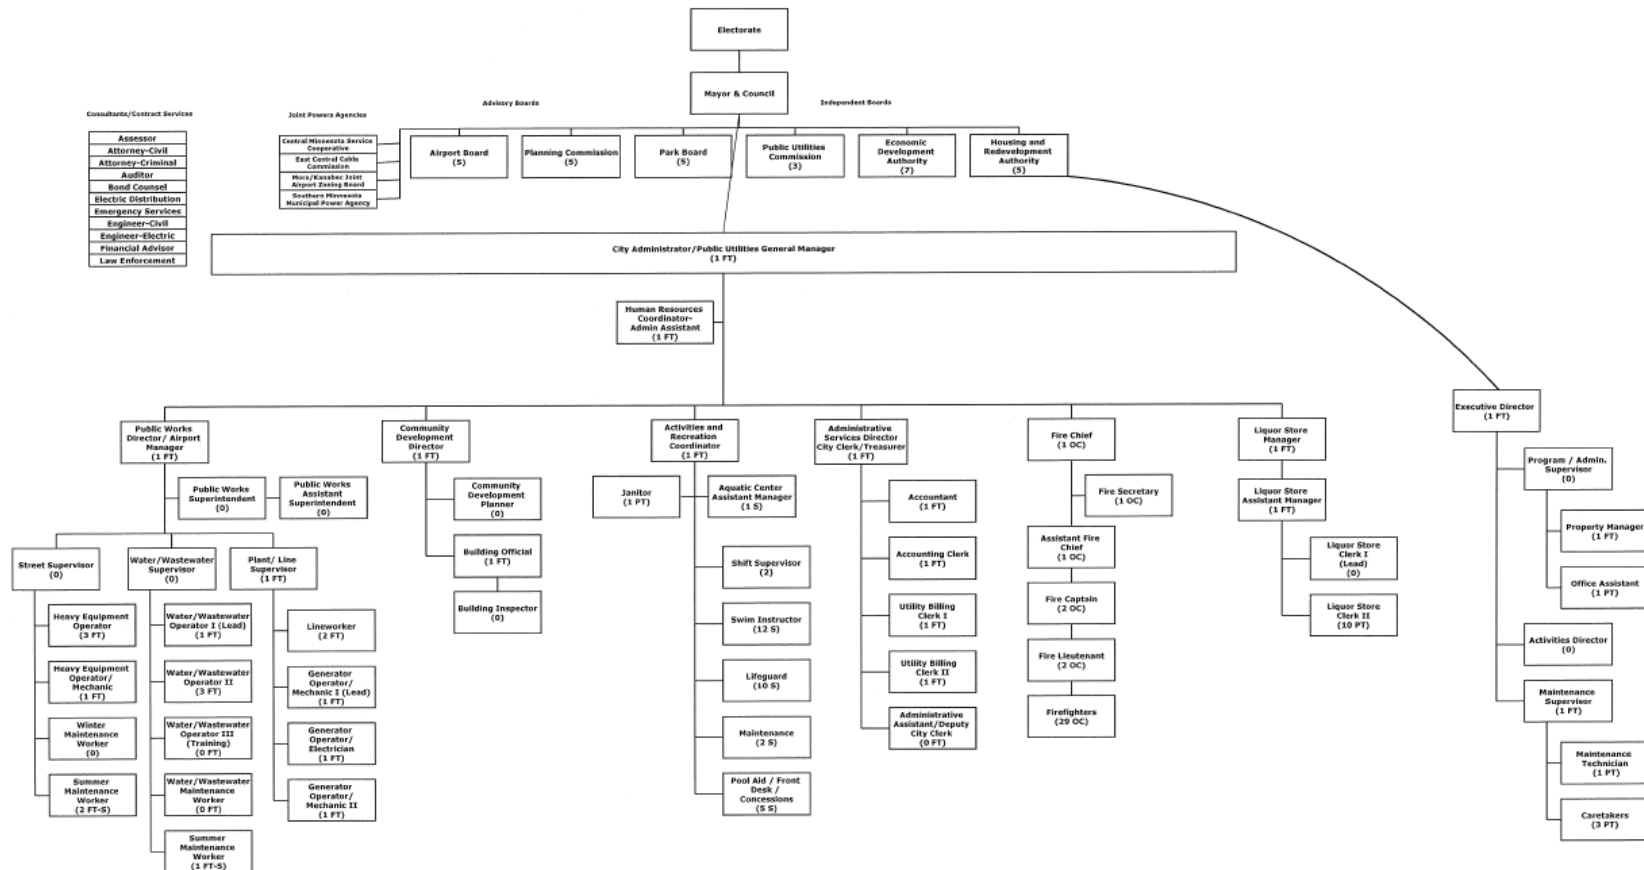 Electorate
Mayor & Council
Consultants/Contract Services
Joint Powers Agencies
Advisory Boards
Independent Boards
Assessor
Attorney-Civil
Attorney-Criminal
Auditor
Bond Counsel
Electric Distribution
Emergency Services
Engineer-Civil
Engineer-Electric
Financial Advisor
Law Enforcement
Central Minnesota Service
Cooperative
East Central Cable
Commission
Mora/Kanabec Joint
Airport Zoning Board
Southern Minnesota
Municipal Power Agency
Airport Board
(5)
Planning Commission
(5)
Park Board
(5)
Public Utilities
Commission
(3)
Economic
Development
Authority
(7)
Housing and
Redevelopment
Authority
(5)
City Administrator/Public Utilities General Manager
(1 FT)
Human Resources
Coordinator-
Admin Assistant
(1 FT)
Public Works
Director/ Airport
Manager
(1 FT)
Public Works
Superintendent
(0)
Public Works
Assistant
Superintendent
(0)
Street Supervisor
(0)
Heavy Equipment
Operator
(3 FT)
Heavy Equipment
Operator/
Mechanic
(1 FT)
Winter
Maintenance
Worker
(0)
Summer
Maintenance
Worker
(2 FT-S)
Water/Wastewater
Supervisor
(0)
Water/Wastewater
Operator I (Lead)
(1 FT)
Water/Wastewater
Operator II
(3 FT)
Water/Wastewater
Operator III
(Training)
(0 FT)
Water/Wastewater
Maintenance
Worker
(0 FT)
Summer
Maintenance
Worker
(1 FT-S)
Plant/ Line
Supervisor
(1 FT)
Lineworker
(2 FT)
Generator
Operator/
Mechanic I (Lead)
(1 FT)
Generator
Operator/
Electrician
(1 FT)
Generator
Operator/
Mechanic II
(1 FT)
Community
Development
Director
(1 FT)
Community
Development
Planner
(0)
Building Official
(1 FT)
Building Inspector
(0)
Activities and
Recreation
Coordinator
(1 FT)
Janitor
(1 PT)
Aquatic Center
Assistant Manager
(1 S)
Shift Supervisor
(2)
Swim Instructor
(12 S)
Lifeguard
(10 S)
Maintenance
(2 S)
Pool Aid / Front
Desk /
Concessions
(5 S)
Administrative
Services Director
City Clerk/Treasurer
(1 FT)
Accountant
(1 FT)
Accounting Clerk
(1 FT)
Utility Billing
Clerk I
(1 FT)
Utility Billing
Clerk II
(1 FT)
Administrative
Assistant/Deputy
City Clerk
(0 FT)
Fire Chief
(1 OC)
Fire Secretary
(1 OC)
Assistant Fire
Chief
(1 OC)
Fire Captain
(2 OC)
Fire Lieutenant
(2 OC)
Firefighters
(29 OC)
Liquor Store
Manager
(1 FT)
Liquor Store
Assistant Manager
(1 FT)
Liquor Store
Clerk I
(Lead)
(0)
Liquor Store
Clerk II
(10 PT)
Executive Director
(1 FT)
Program / Admin.
Supervisor
(0)
Property Manager
(1 FT)
Office Assistant
(1 PT)
Activities Director
(0)
Maintenance
Supervisor
(1 FT)
Maintenance
Technician
(1 PT)
Caretakers
(3 PT)